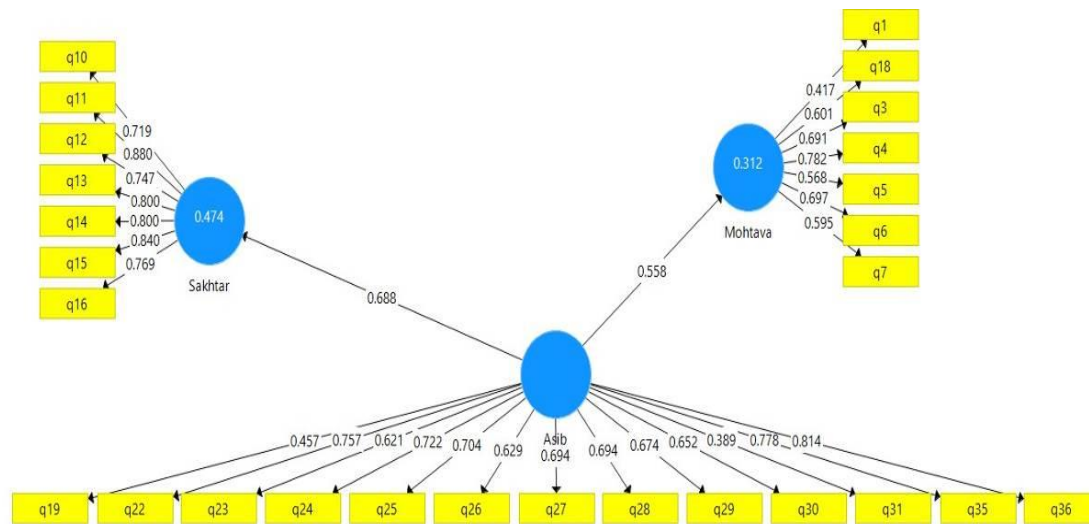 q10
q11
q12
q13
q14
q15
q16
0.719
0.880
0.747
0.800
0.800
0.840
0.769
0.474
Sakhtar
q1
q18
q3
q4
q5
q6
q7
0.417
0.601
0.691
0.782
0.568
0.697
0.595
0.312
Mohtava
0.688
0.558
Asib
0.457
0.757
0.621
0.722
0.704
0.629
0.694
0.694
0.674
0.652
0.389
0.778
0.814
q19
q22
q23
q24
q25
q26
q27
q28
q29
q30
q31
q35
q36